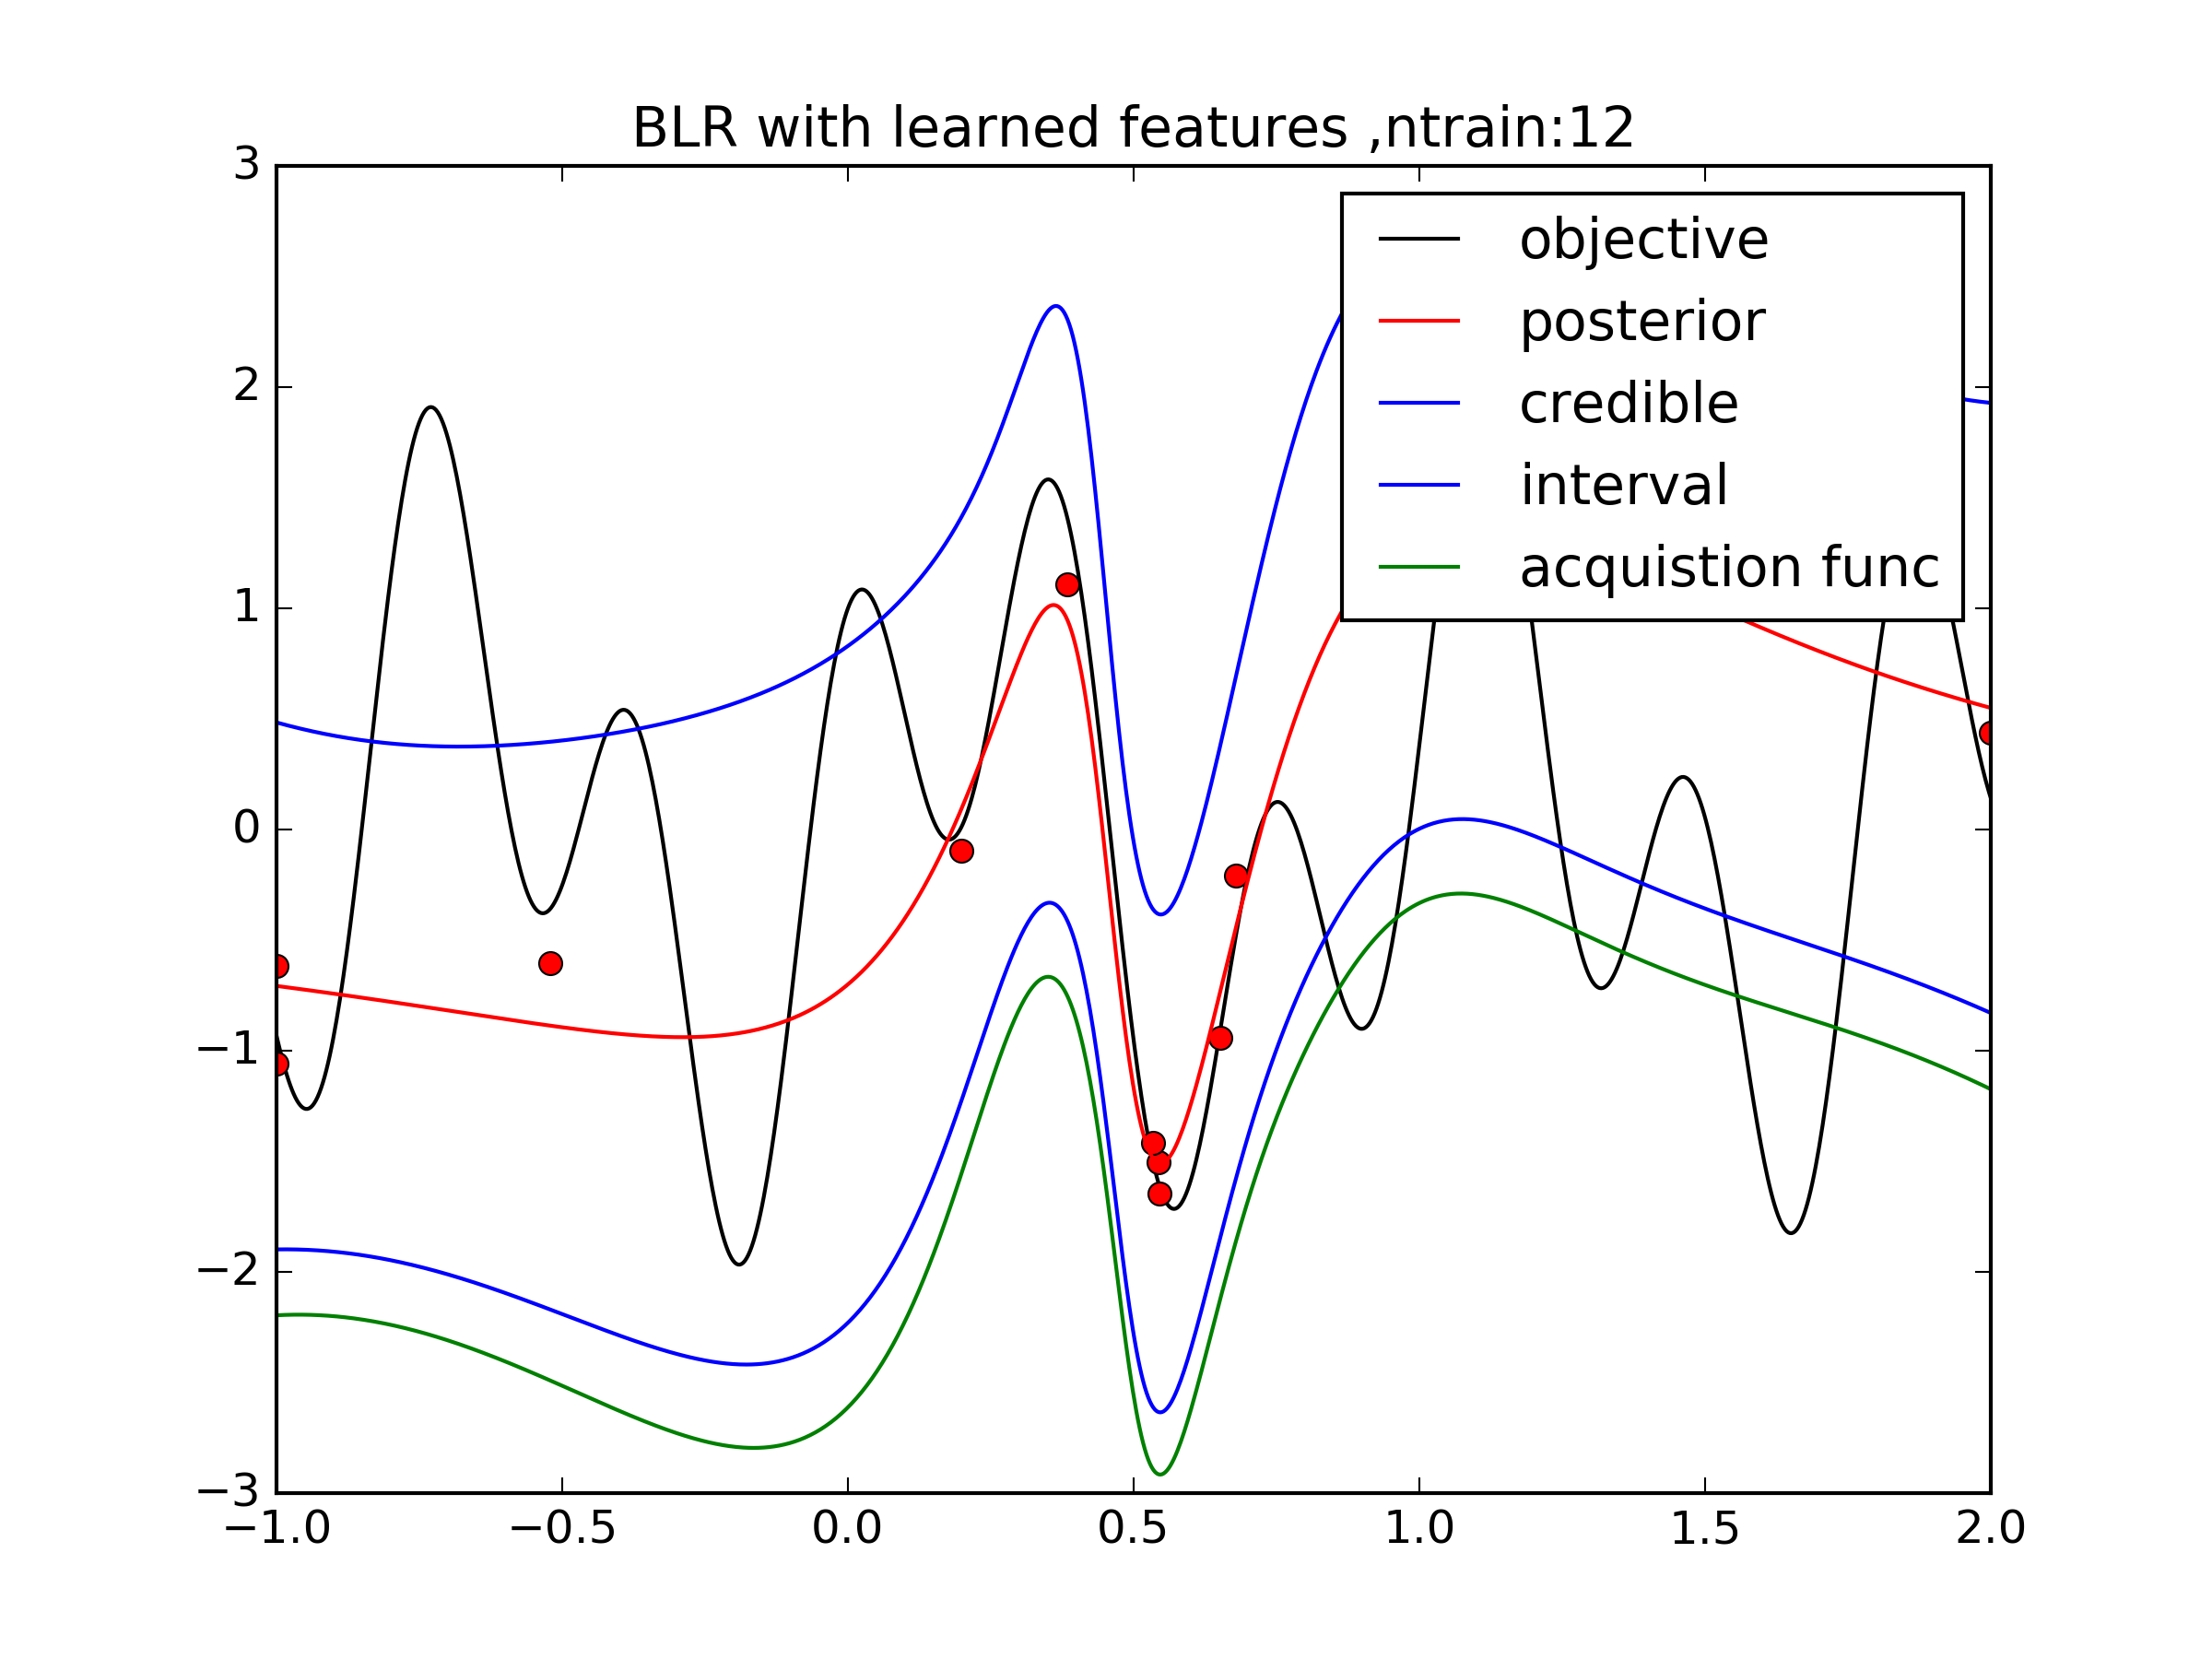 BLR with learned features ,ntrain:12
3
2
1
0
−1
−2
−3
objective
posterior
credible
interval
acquistion func
−1.0 −0.5 0.0 0.5 1.0 1.5 2.0